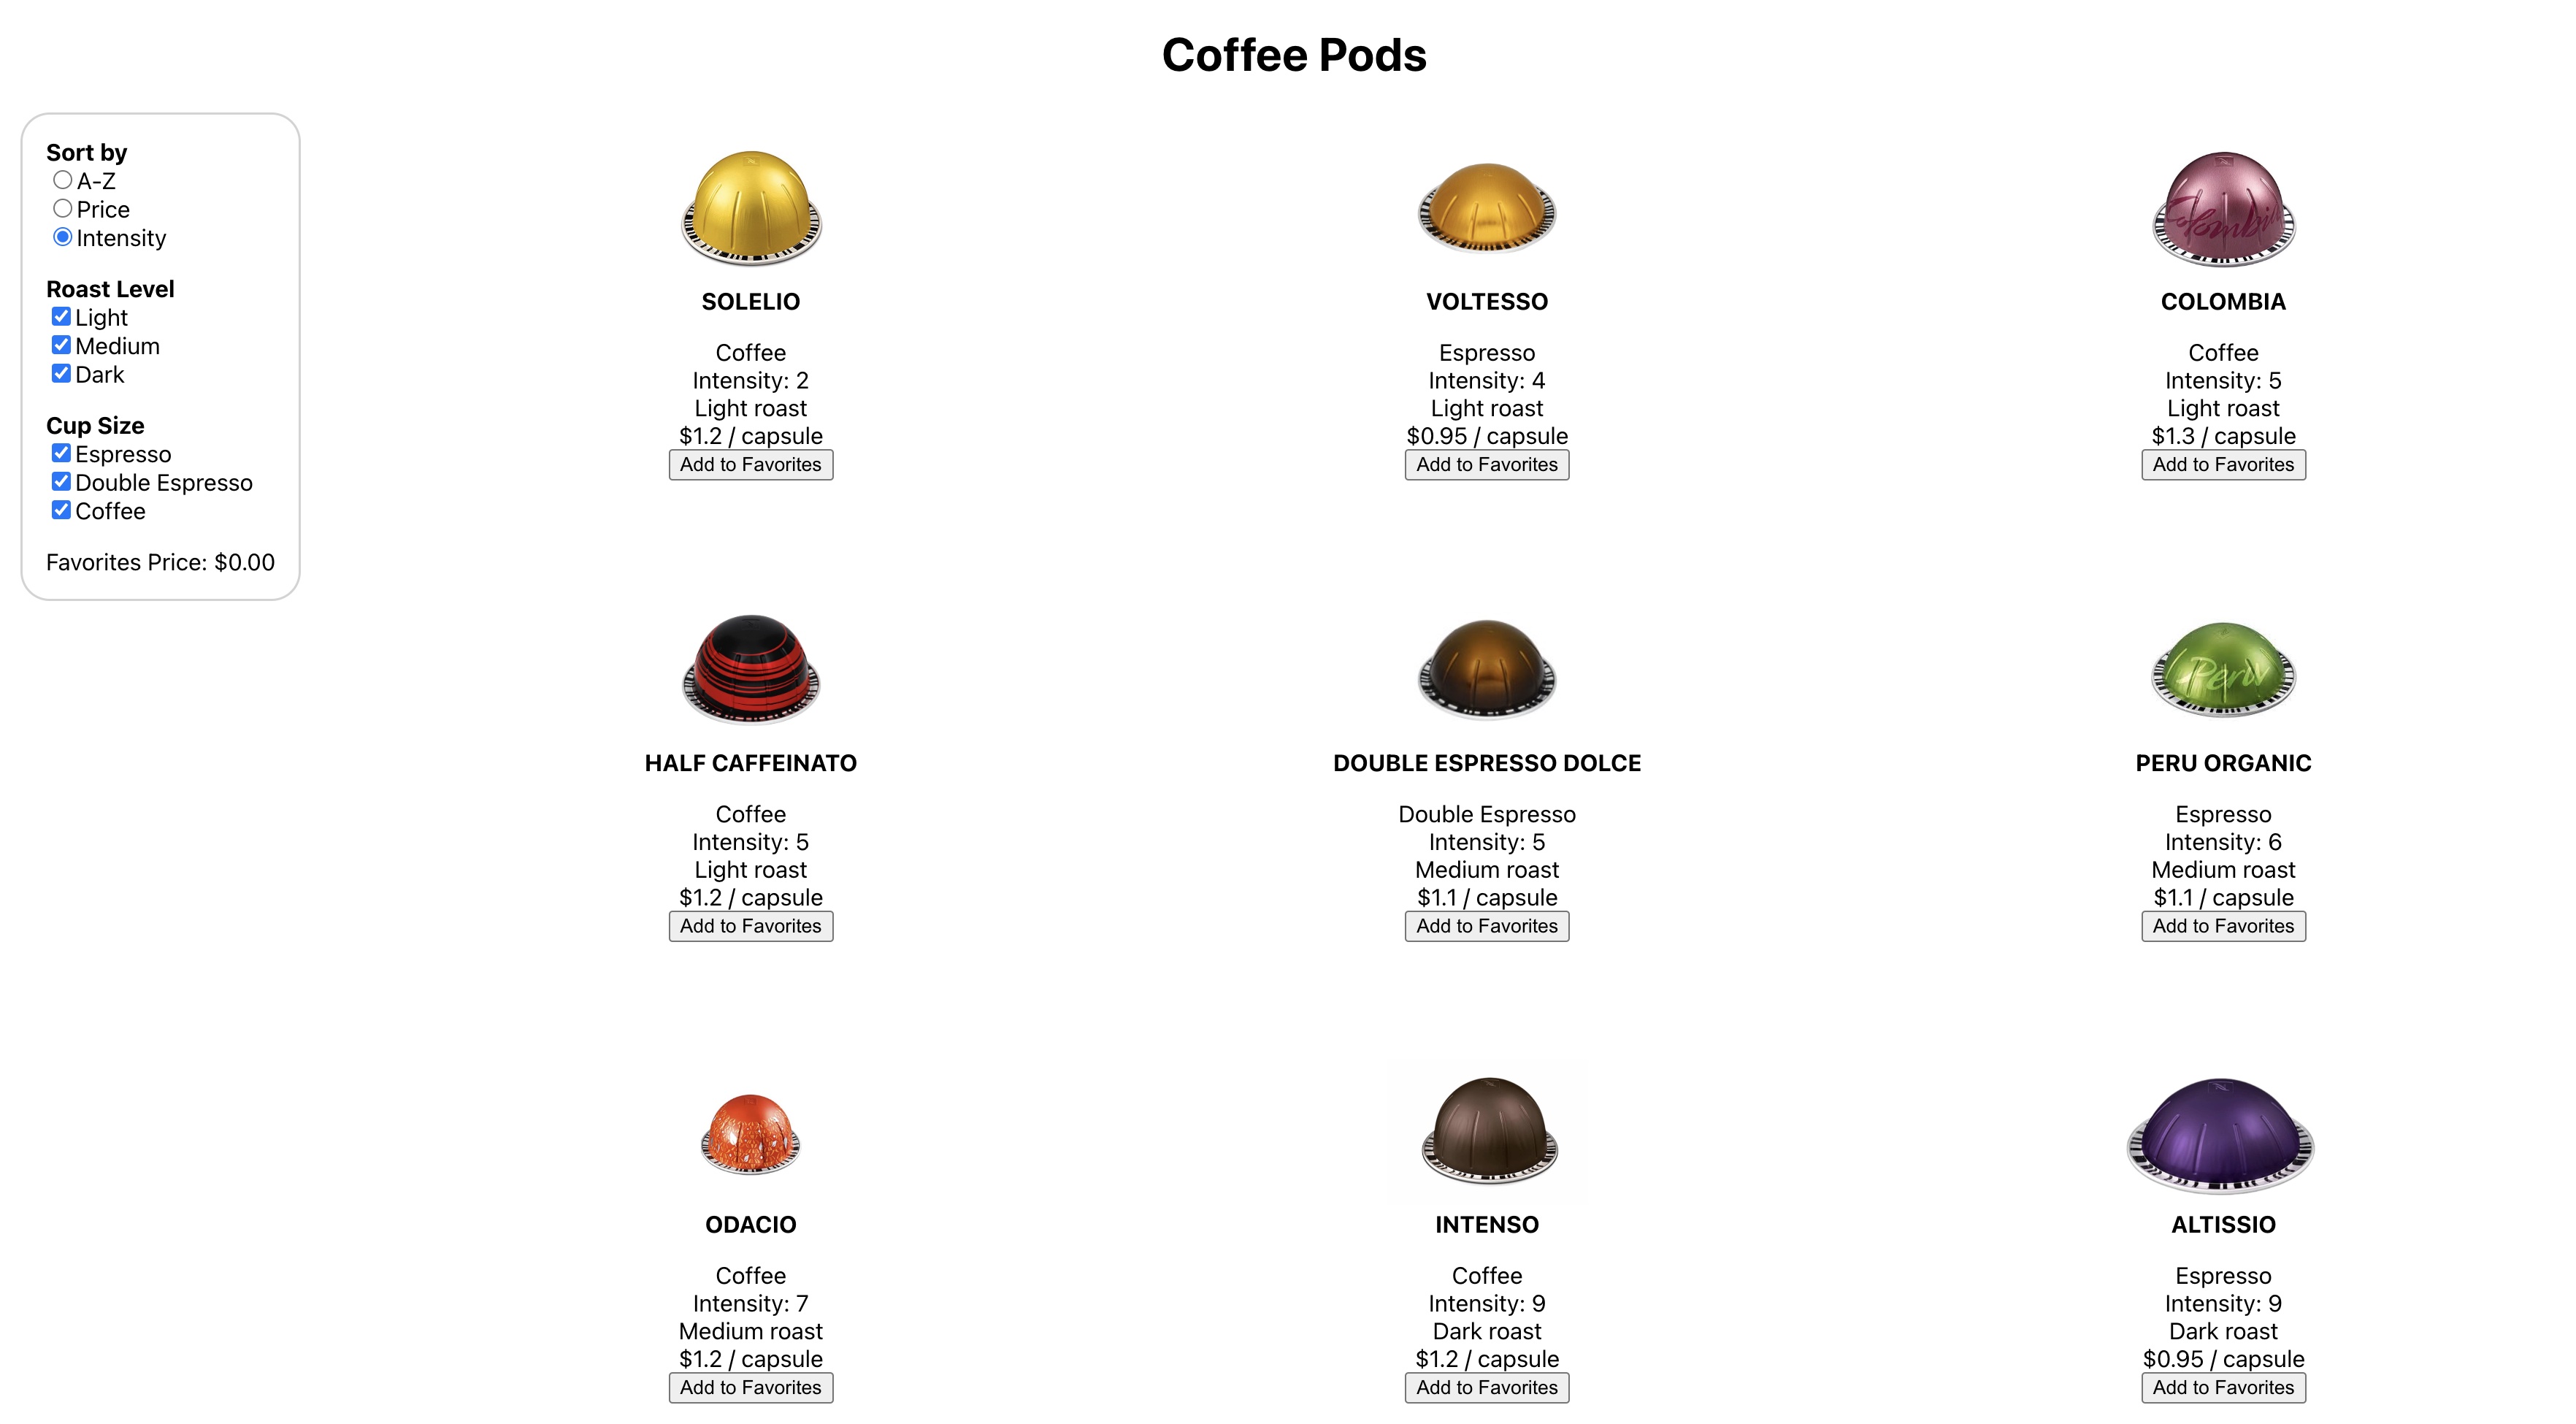 Coffee Pods
Sort by
A-Z
Price
Intensity
Roast Level
Light
Medium
Dark
Cup Size
Espresso
Double Espresso
Coffee
Favorites Price: $0.00
SOLELIO
Coffee
Intensity: 2
Light roast
$1.2 / capsule
Add to Favorites
VOLTESSO
Espresso
Intensity: 4
Light roast
$0.95 / capsule
Add to Favorites
Colombia
COLOMBIA
Coffee
Intensity: 5
Light roast
$1.3 / capsule
Add to Favorites
HALF CAFFEINATO
Coffee
Intensity: 5
Light roast
$1.2 / capsule
Add to Favorites
DOUBLE ESPRESSO DOLCE
Double Espresso
Intensity: 5
Medium roast
$1.1 / capsule
Add to Favorites
Peru
PERU ORGANIC
Espresso
Intensity: 6
Medium roast
$1.1 / capsule
Add to Favorites
ODACIO
Coffee
Intensity: 7
Medium roast
$1.2 / capsule
Add to Favorites
INTENSO
Coffee
Intensity: 9
Dark roast
$1.2 / capsule
Add to Favorites
ALTISSIO
Espresso
Intensity: 9
Dark roast
$0.95 / capsule
Add to Favorites